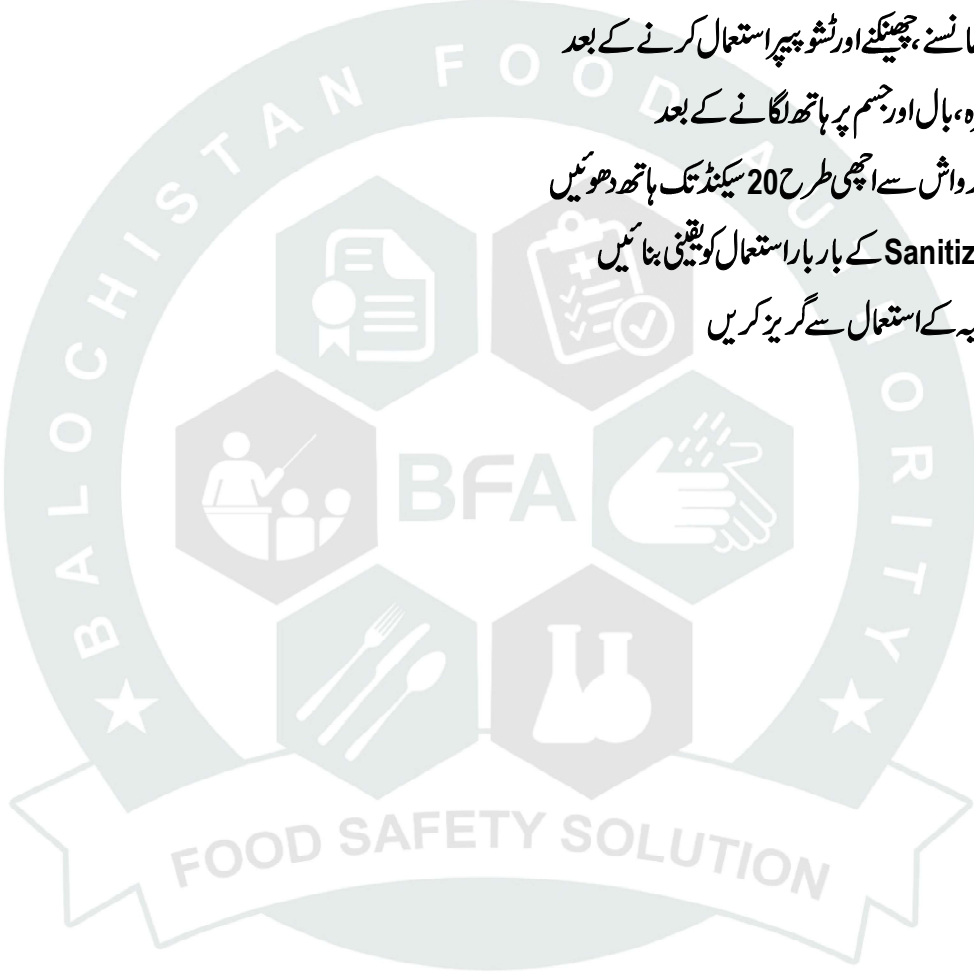 چھینکنے اور ٹشو پیپر استعمال کرنے کے بعد
بال اور جسم پر ہاتھ لگانے کے بعد
سے اچھی طرح 20 سیکنڈ تک ہاتھ دھوئیں
کے بار بار استعمال کو یقینی بنائیں
کے استعمال سے گریز کریں
BALOCHISTAN FOOD AUTHORITY
BFA
FOOD SAFETY SOLUTION